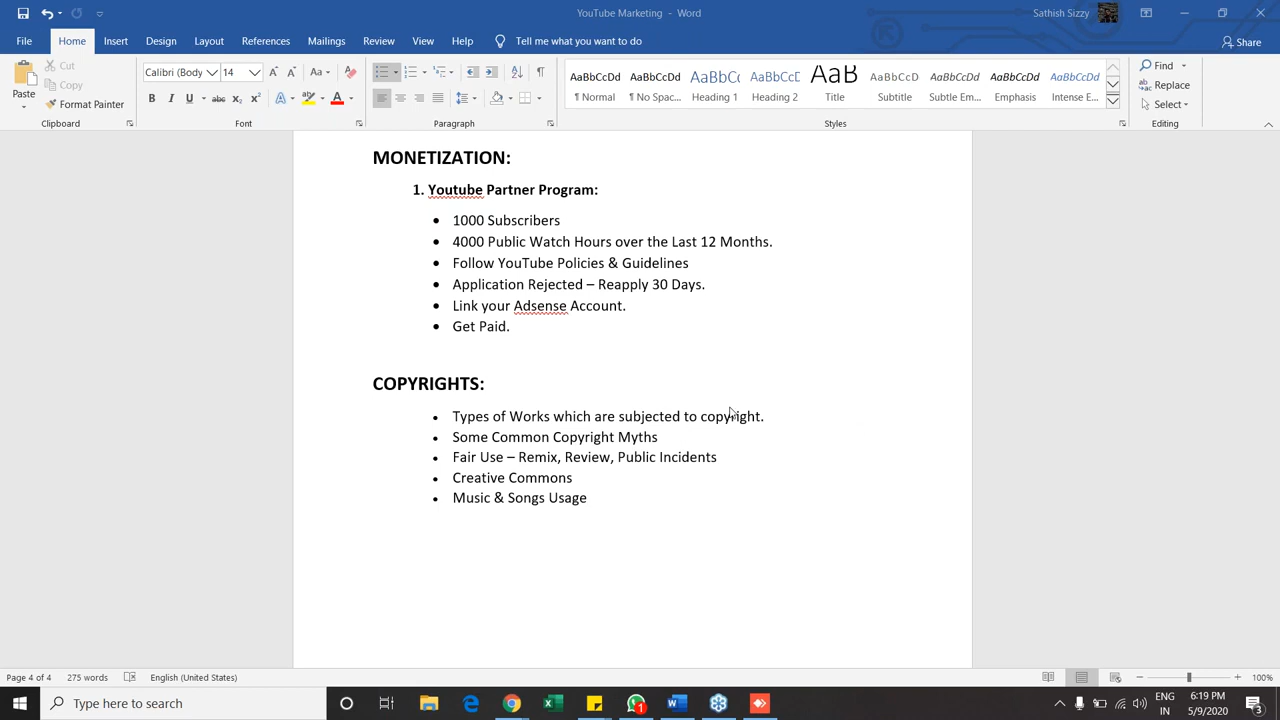 YouTube Marketing - Word
Sathish Sizzy
File Home Insert Design Layout References Mailings Review View Help Tell me what you want to do Share
Paste Cut Copy Format Painter
Calibri (Body 14
AaBbCcDd AaBbCcDd AaBbCc AaBbCcC AaB AaBbCcD AaBbCcDd AaBbCcDd AaBbCcDd
¶ Normal ¶ No Spac... Heading 1 Heading 2 Title Subtitle Subtle Em... Emphasis Intense E...
Find Replace Select
Clipboard Font Paragraph Styles Editing
MONETIZATION:
1. Youtube Partner Program:
• 1000 Subscribers
• 4000 Public Watch Hours over the Last 12 Months.
• Follow YouTube Policies & Guidelines
• Application Rejected – Reapply 30 Days.
• Link your Adsense Account.
• Get Paid.
COPYRIGHTS:
• Types of Works which are subjected to copyright.
• Some Common Copyright Myths
• Fair Use – Remix, Review, Public Incidents
• Creative Commons
• Music & Songs Usage
Page 4 of 4 275 words English (United States) 100%
Type here to search
ENG 6:19 PM
IN 5/9/2020